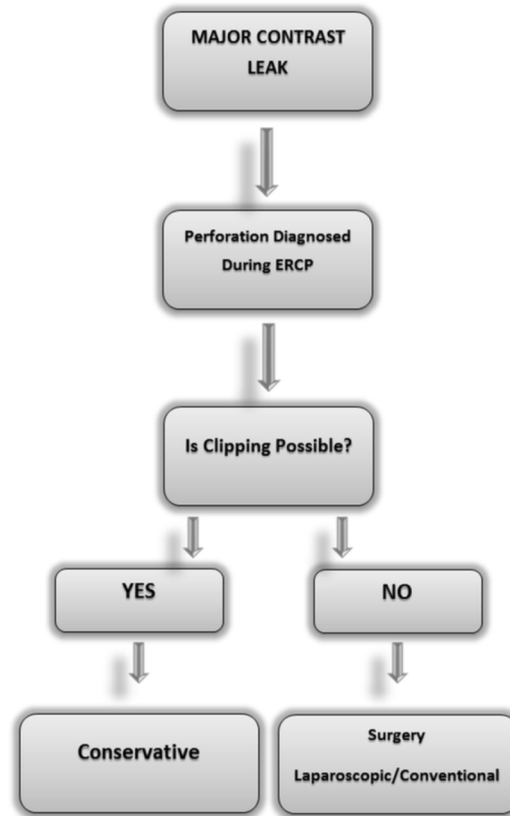 MAJOR CONTRAST
LEAK
Perforation Diagnosed
During ERCP
Is Clipping Possible?
YES
NO
Conservative
Surgery
Laparoscopic/Conventional